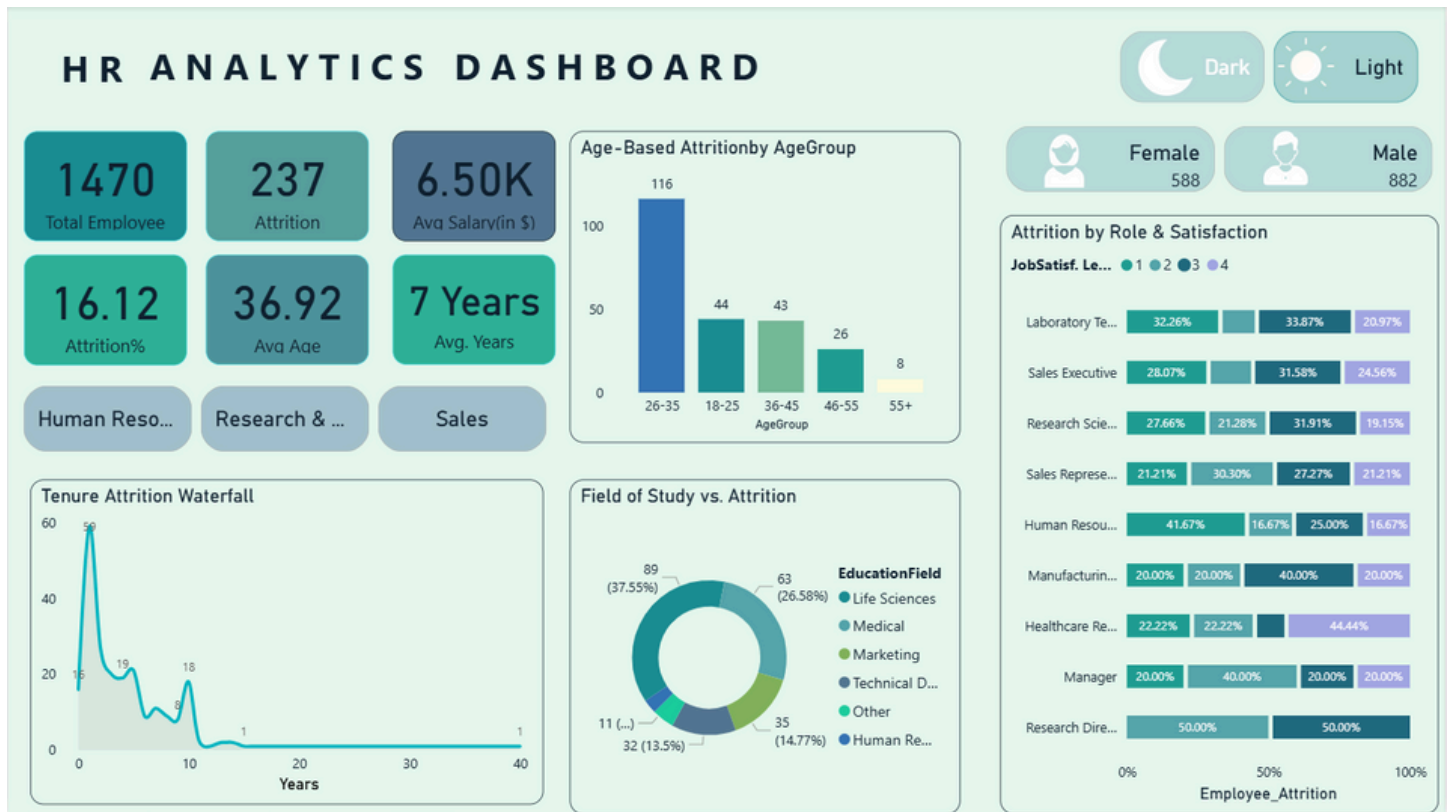 HR ANALYTICS DASHBOARD
Dark
Light
1470
Total Employee
237
Attrition
6.50K
Avg Salary(in $)
16.12
Attrition%
36.92
Avg Age
7 Years
Avg. Years
Human Reso...
Research & ...
Sales
Female
588
Male
882
Age-Based Attritionby AgeGroup
116
100
50
0
44
43
26
8
26-35
18-25
36-45
46-55
55+
AgeGroup
Attrition by Role & Satisfaction
JobSatisf. Le...
1
2
3
4
Laboratory Te...
32.26%
33.87%
20.97%
Sales Executive
28.07%
31.58%
24.56%
Research Scie...
27.66%
21.28%
31.91%
19.15%
Sales Represe...
21.21%
30.30%
27.27%
21.21%
Human Resou...
41.67%
16.67%
25.00%
16.67%
Manufacturin...
20.00%
20.00%
40.00%
20.00%
Healthcare Re...
22.22%
22.22%
44.44%
Manager
20.00%
40.00%
20.00%
20.00%
Research Dire...
50.00%
50.00%
0%
50%
100%
Employee_Attrition
Tenure Attrition Waterfall
60
59
40
20
0
16
19
8
18
1
1
0
10
20
30
40
Years
Field of Study vs. Attrition
89
(37.55%)
63
(26.58%)
35
(14.77%)
32 (13.5%)
11 (...)
EducationField
Life Sciences
Medical
Marketing
Technical D...
Other
Human Re...